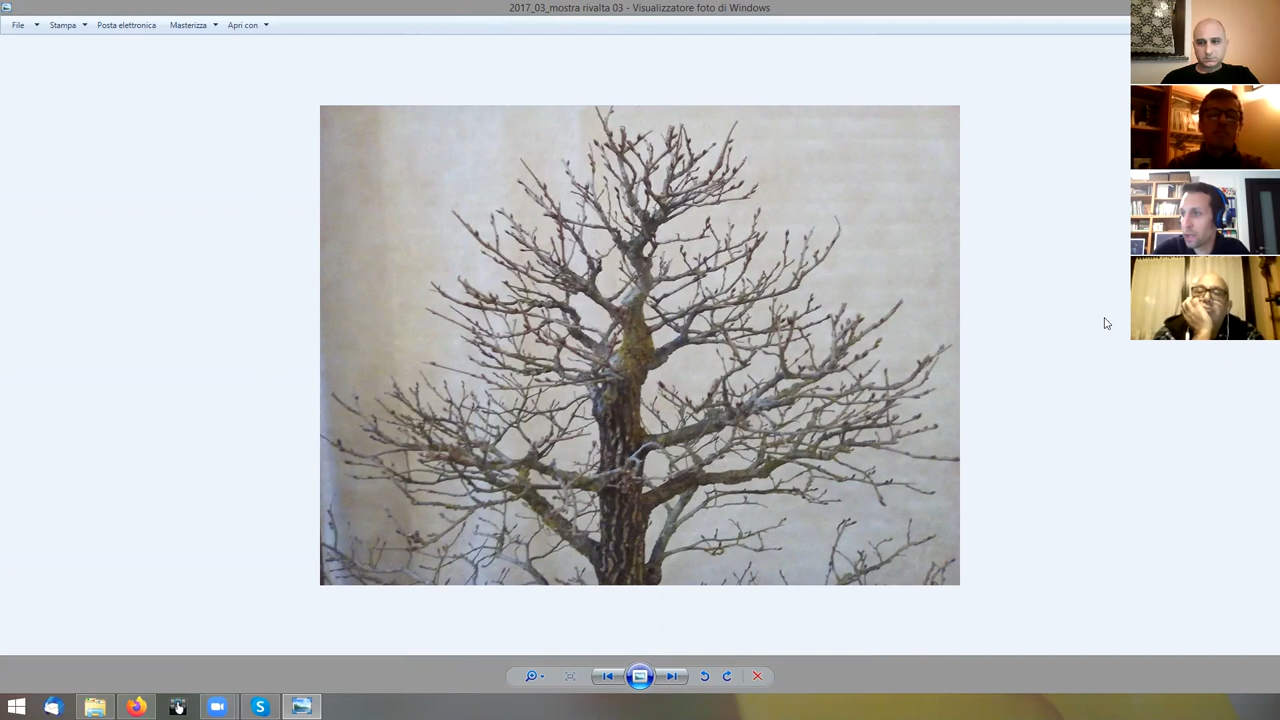 2017_03_mostra rivalta 03 - Visualizzatore foto di Windows
File Stampa Posta elettronica Masterizza Apri con